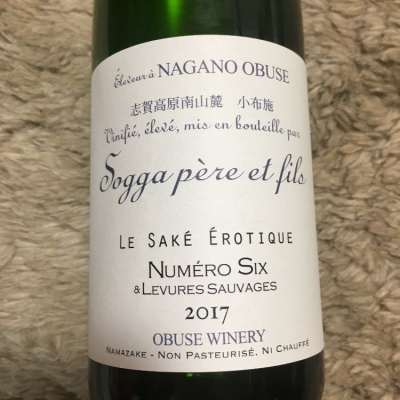 Éleveur à NAGANO OBUSE
志賀高原南山麓 小布施
Vinifié, élevé, mis en bouteille par
Sogga père et fils
LE SAKÉ ÉROTIQUE
NUMÉRO SIX
& LEVURES SAUVAGES
2017
OBUSE WINERY
NAMAZAKE - NON PASTEURISÉ. NI CHAUFFÉ